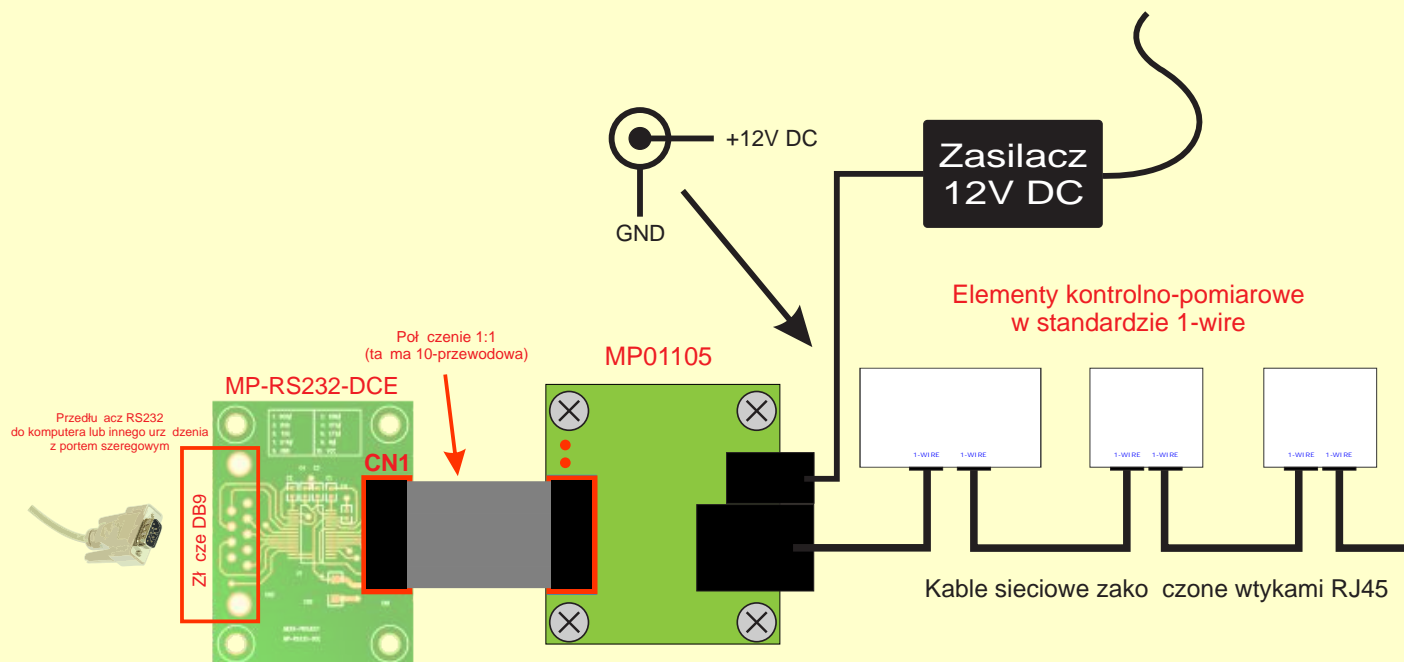 +12V DC
GND
Zasilacz
12V DC
Elementy kontrolno-pomiarowe
w standardzie 1-wire
Poł czenie 1:1
(ta ma 10-przewodowa)
MP01105
MP-RS232-DCE
Przedłu acz RS232
do komputera lub innego urz dzenia
z portem szeregowym
CN1
Zł cze DB9
1-WIRE 1-WIRE
1-WIRE 1-WIRE
1-WIRE 1-WIRE
Kable sieciowe zako czone wtykami RJ45